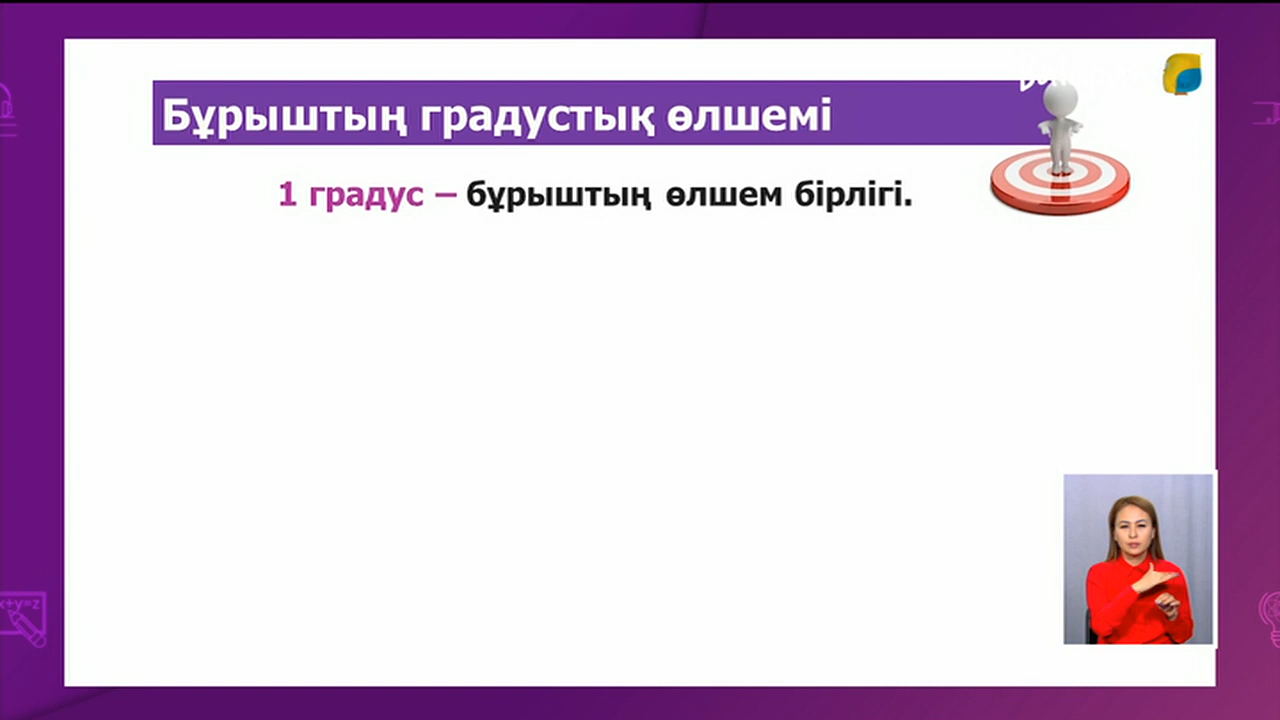 Бұрыштың градустық өлшемі
1 градус – бұрыштың өлшем бірлігі.
x+y=z